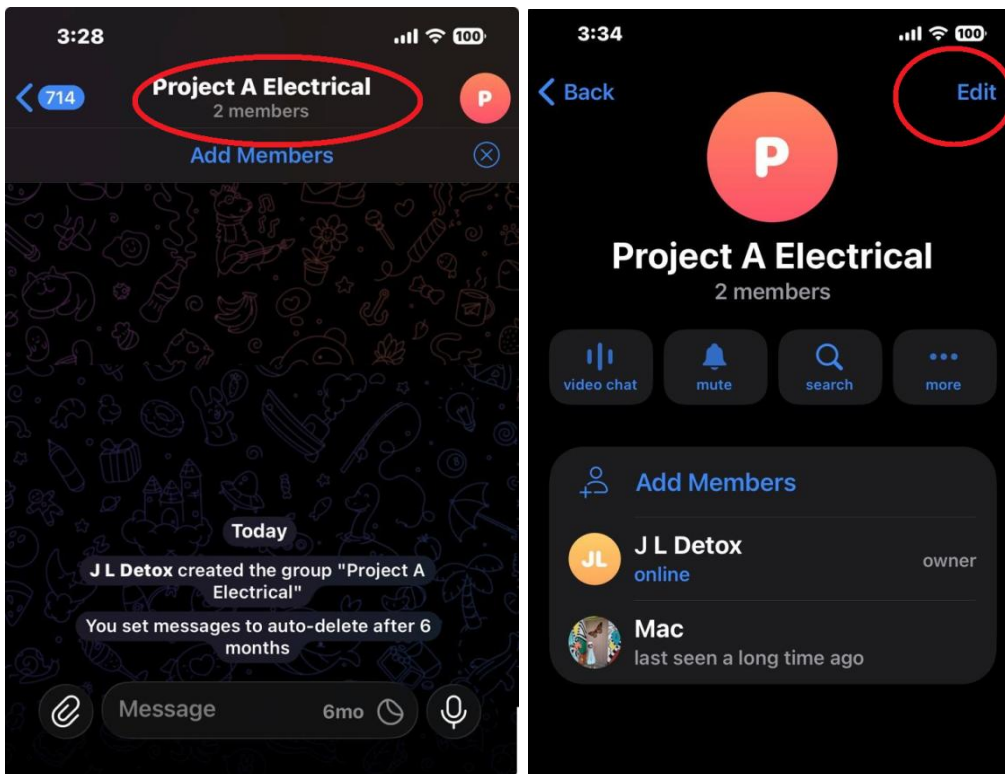 3:28
100
714
Project A Electrical
2 members
P
Add Members
Today
J L Detox created the group "Project A
Electrical"
You set messages to auto-delete after 6
months
Message
6mo
3:34
100
Back
Edit
P
Project A Electrical
2 members
video chat
mute
search
more
Add Members
JL
J L Detox
online
owner
Mac
last seen a long time ago